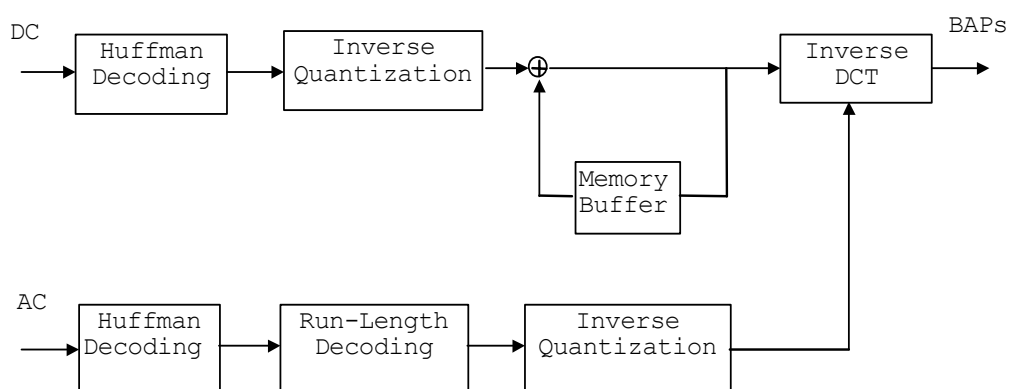 DC
Huffman
Decoding
Inverse
Quantization
Inverse
DCT
BAPs
Memory
Buffer
AC
Huffman
Decoding
Run-Length
Decoding
Inverse
Quantization